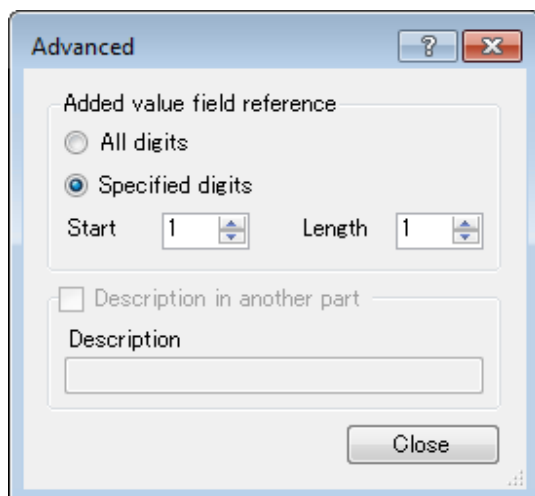 Advanced
?
Added value field reference
All digits
Specified digits
Start 1 Length 1
Description in another part
Description
Close